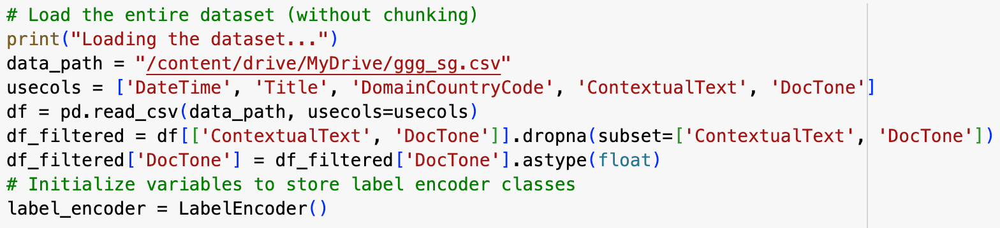 # Load the entire dataset (without chunking)
print("Loading the dataset...")
data_path = "/content/drive/MyDrive/ggg_sg.csv"
usecols = ['DateTime', 'Title', 'DomainCountryCode', 'ContextualText', 'DocTone']
df = pd.read_csv(data_path, usecols=usecols)
df_filtered = df[['ContextualText', 'DocTone']].dropna(subset=['ContextualText', 'DocTone'])
df_filtered['DocTone'] = df_filtered['DocTone'].astype(float)
# Initialize variables to store label encoder classes
label_encoder = LabelEncoder()